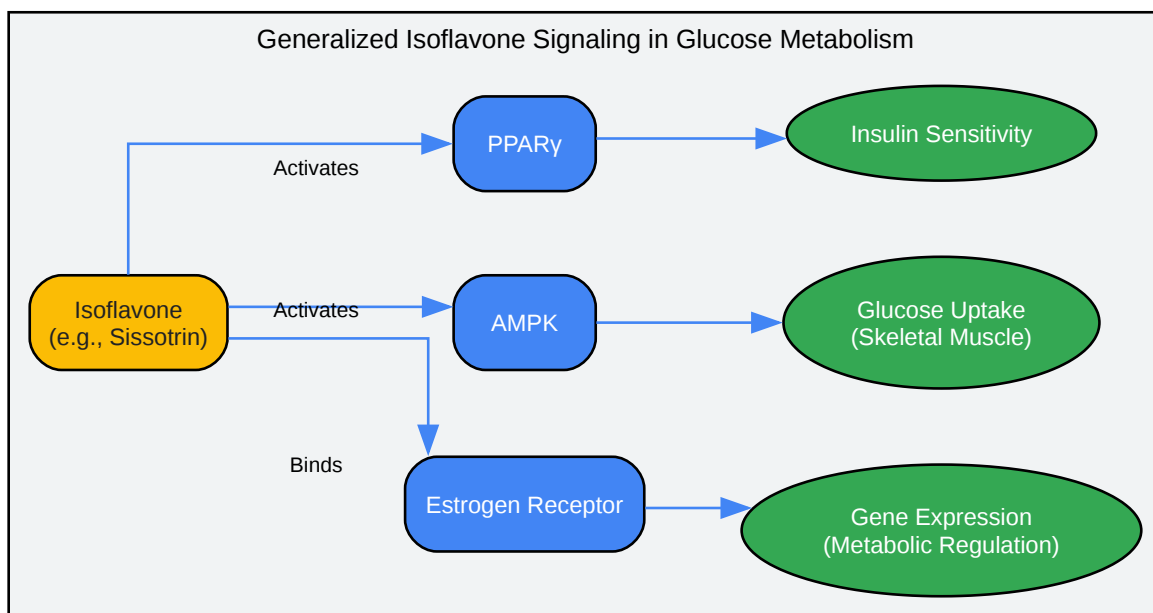 Generalized Isoflavone Signaling in Glucose Metabolism
PPARγ
Insulin Sensitivity
Activates
Isoflavone
(e.g., Sissotrin)
Activates
AMPK
Glucose Uptake
(Skeletal Muscle)
Binds
Estrogen Receptor
Gene Expression
(Metabolic Regulation)